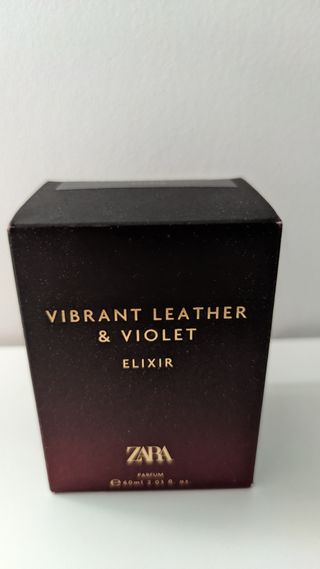 VIBRANT LEATHER
& VIOLET
ELIXIR
ZARA
PARFUM
℮ 60ml 2.03 fl. oz